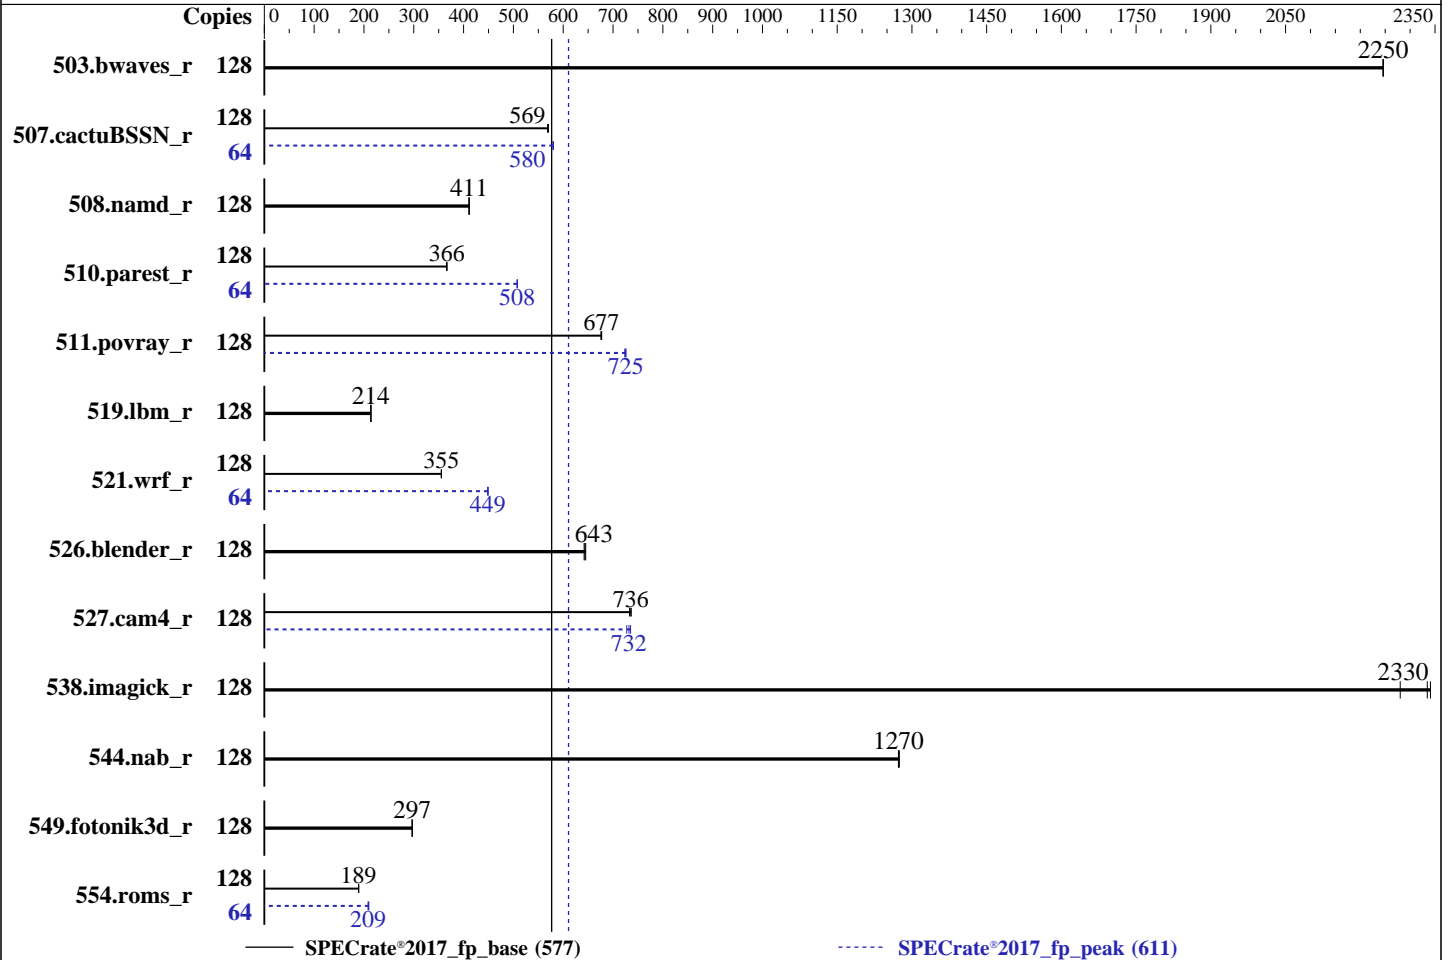 Copies 0 100 200 300 400 500 600 700 800 900 1000 1150 1300 1450 1600 1750 1900 2050 2350
503.bwaves_r 128 2250
507.cactuBSSN_r 128 569
64 580
508.namd_r 128 411
510.parest_r 128 366
64 508
511.povray_r 128 677
725
519.lbm_r 128 214
521.wrf_r 128 355
64 449
526.blender_r 128 643
527.cam4_r 128 736
732
538.imagick_r 128 2330
544.nab_r 128 1270
549.fotonik3d_r 128 297
554.roms_r 128 189
64 209
SPECrate®2017_fp_base (577) SPECrate®2017_fp_peak (611)